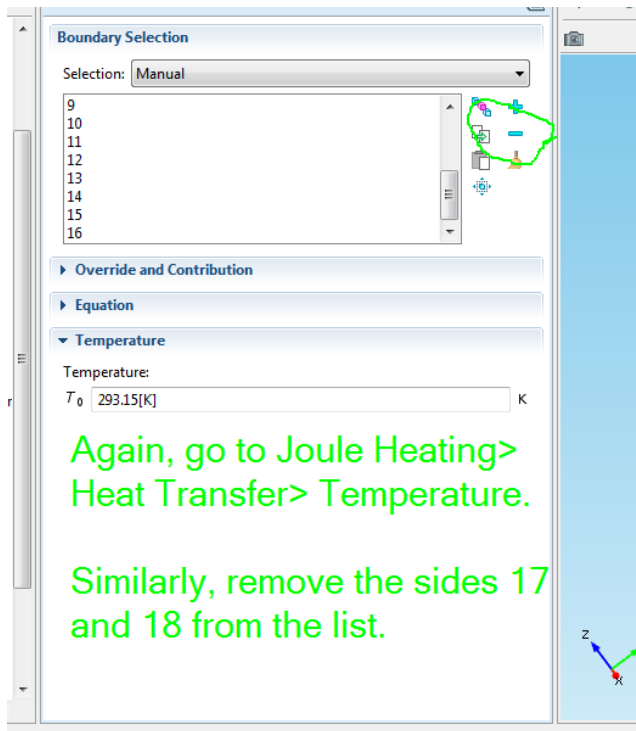 Boundary Selection
Selection: Manual
9
10
11
12
13
14
15
16
Override and Contribution
Equation
Temperature
Temperature:
T0 293.15[K] K
Again, go to Joule Heating>
Heat Transfer> Temperature.
Similarly, remove the sides 17
and 18 from the list.
z
x